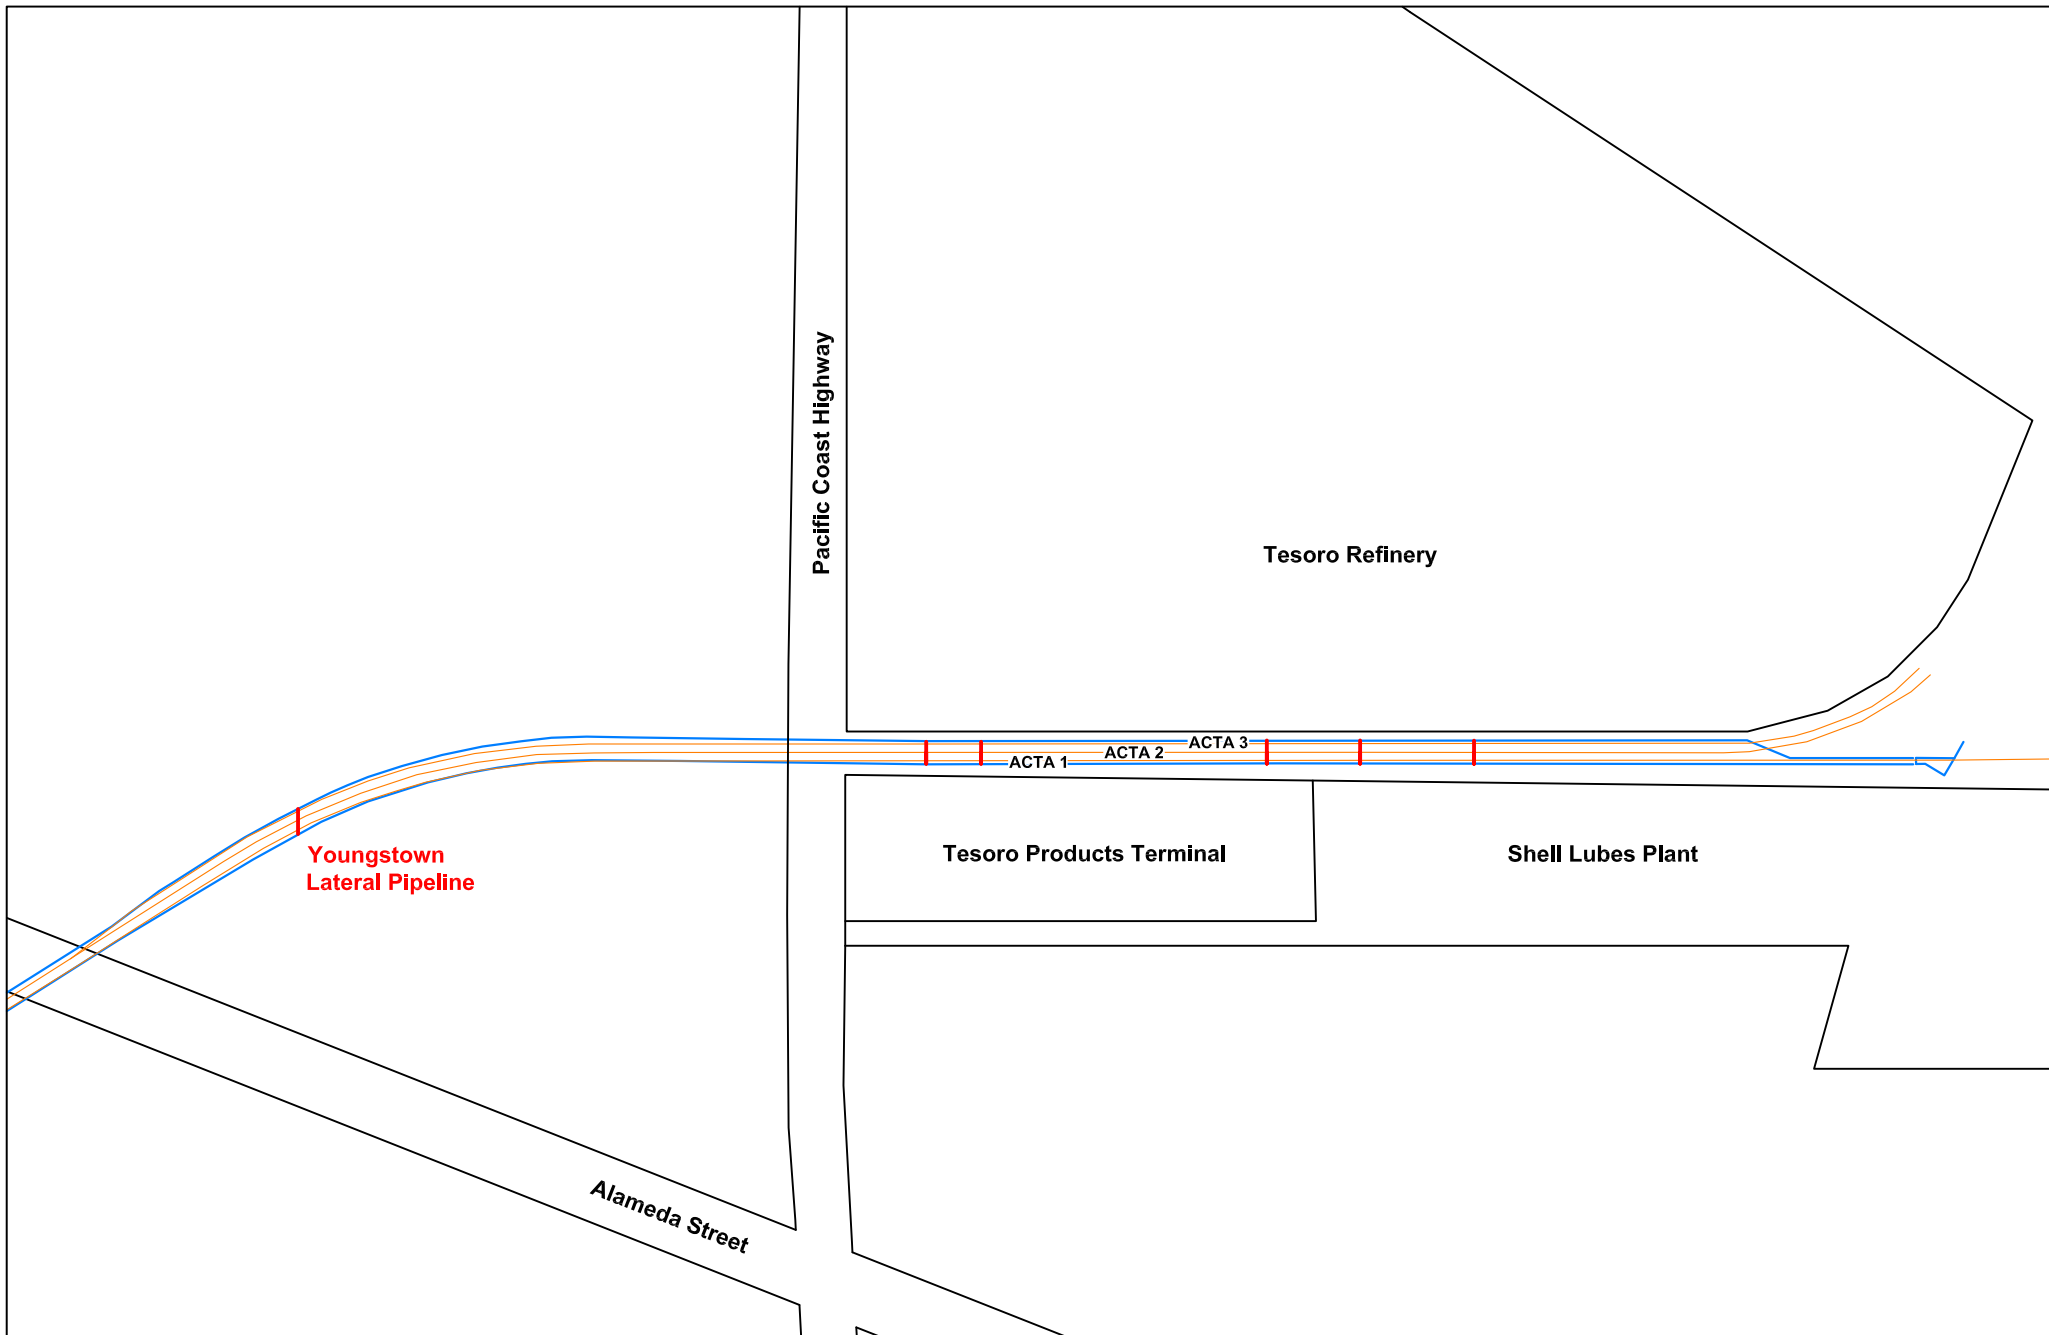 Pacific Coast Highway
Tesoro Refinery
ACTA 3
ACTA 2
ACTA 1
Youngstown
Lateral Pipeline
Tesoro Products Terminal
Shell Lubes Plant
Alameda Street